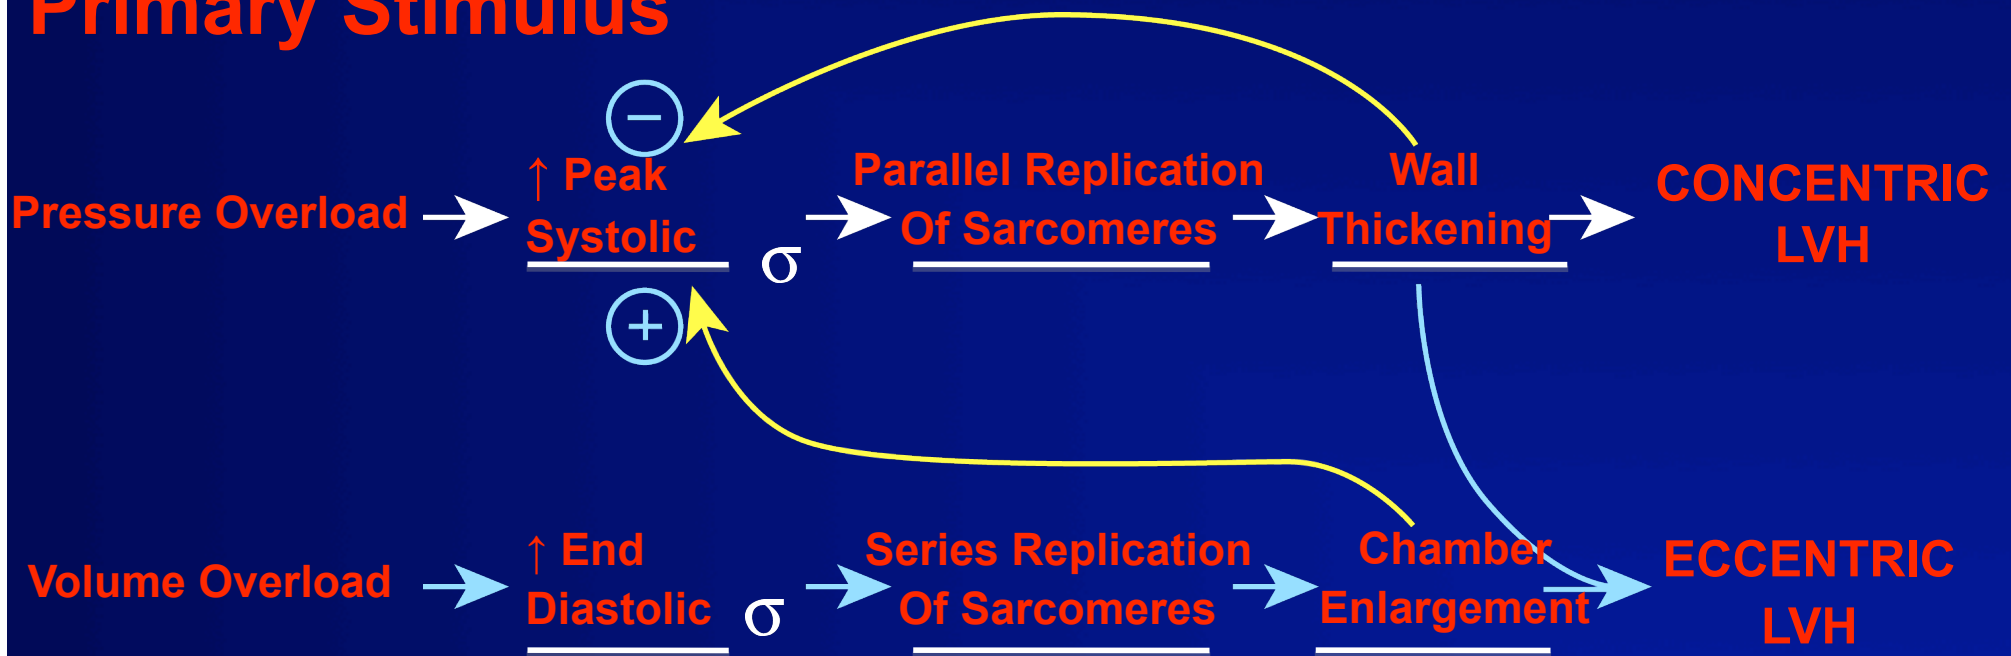 Primary Stimulus
−
Pressure Overload
↑ Peak
Systolic σ
Parallel Replication
Of Sarcomeres
Wall
Thickening
CONCENTRIC
LVH
+
Volume Overload
↑ End
Diastolic σ
Series Replication
Of Sarcomeres
Chamber
Enlargement
ECCENTRIC
LVH